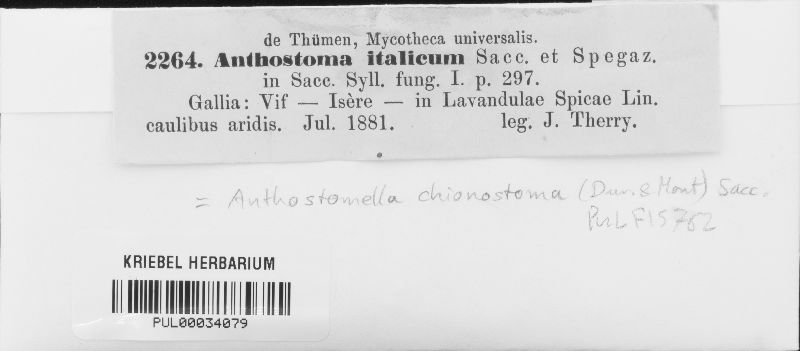 de Thümen, Mycotheca universalis.
2264. Anthostoma italicum Sacc. et Spegaz.
in Sacc. Syll. fung. I. p. 297.
Gallia: Vif — Isère — in Lavandulae Spicae Lin.
caulibus aridis. Jul. 1881. leg. J. Therry.
= Anthostomella chionostoma (Dur. & Mont) Sacc.
PUL F15762
KRIEBEL HERBARIUM
PUL00034079